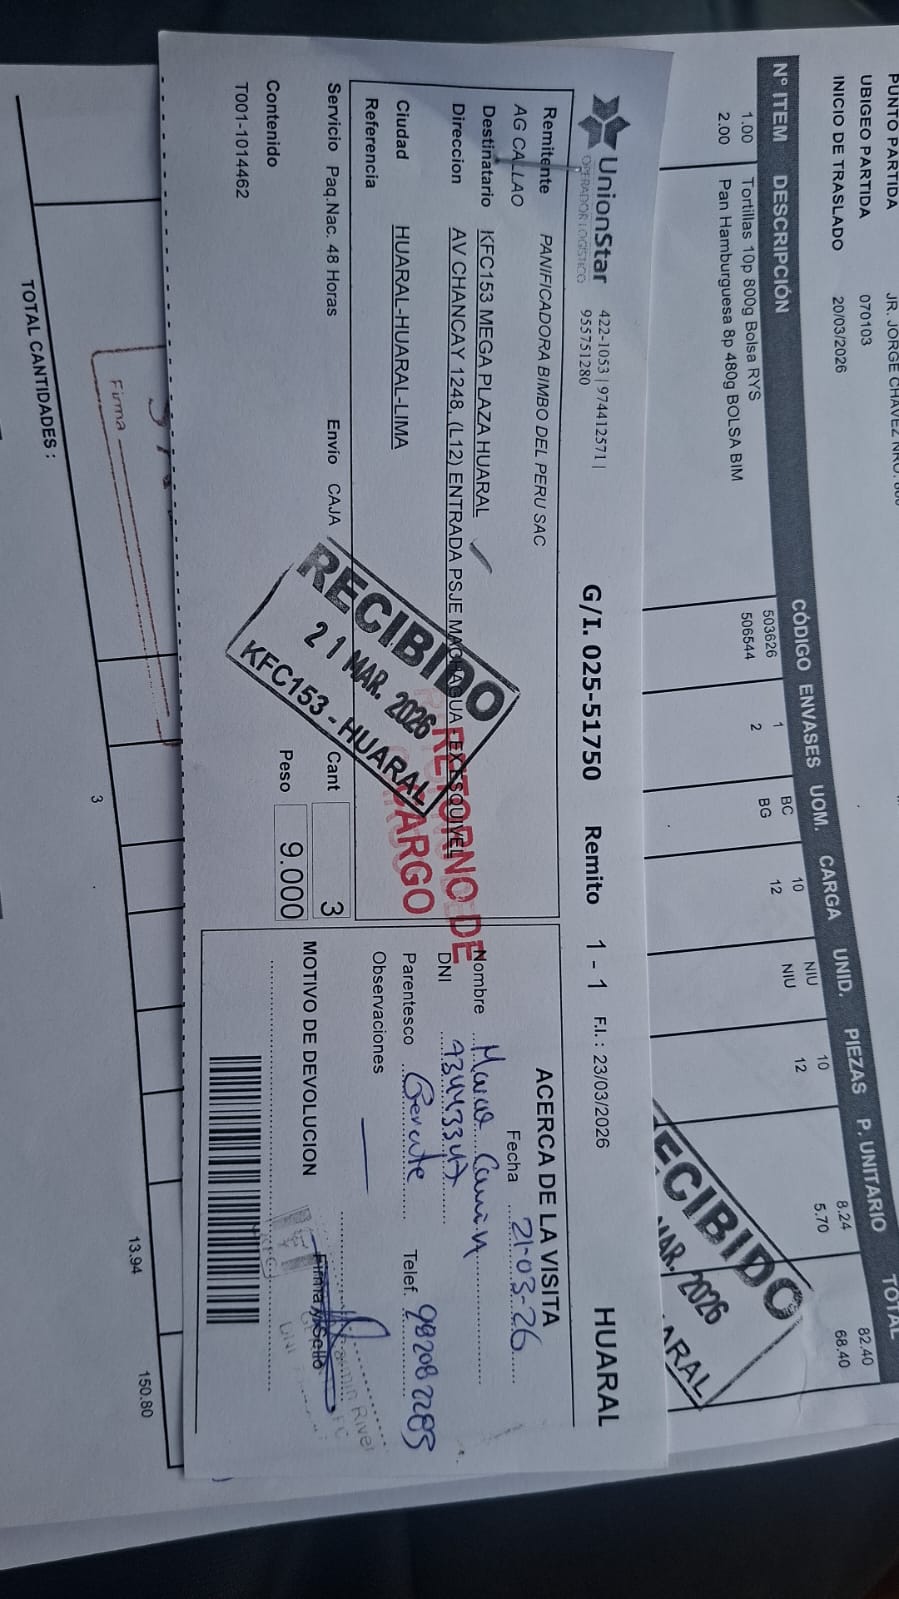 PUNTO PARTIDA JR. JORGE CHAVEZ NRO.
UBIGEO PARTIDA 070103
INICIO DE TRASLADO 20/03/2026
N° ITEM DESCRIPCIÓN CÓDIGO ENVASES UOM. CARGA UNID. PIEZAS P. UNITARIO TOTAL
1.00 Tortillas 10p 800g Bolsa RYS 503626 1 BC 10 NIU 10 8.24 82.40
2.00 Pan Hamburguesa 8p 480g BOLSA BIM 506544 2 BG 12 NIU 12 5.70 68.40
ECIBIDO
MAR. 2026
ARAL
UnionStar
OPERADOR LOGISTICO
422-1053 | 974412571 |
955751280
G/I. 025-51750 Remito 1 - 1 F.I.: 23/03/2026 HUARAL
Remitente PANIFICADORA BIMBO DEL PERU SAC
AG CALLAO
Destinatario KFC153 MEGA PLAZA HUARAL
Direccion AV CHANCAY 1248, (L12) ENTRADA PSJE
Ciudad HUARAL-HUARAL-LIMA
Referencia
Servicio Paq.Nac. 48 Horas Envio CAJA Cant 3
Peso 9.000
Contenido
T001-1014462
RECIBIDO
21 MAR. 2026
KFC153 - HUARAL
RETORNO DE
CARGO
ACERCA DE LA VISITA
Fecha 21-03-26
Nombre
DNI
Parentesco Gerente Telef.
Observaciones
MOTIVO DE DEVOLUCION
Firma y Sello
Firma
TOTAL CANTIDADES : 3 13.94 150.80